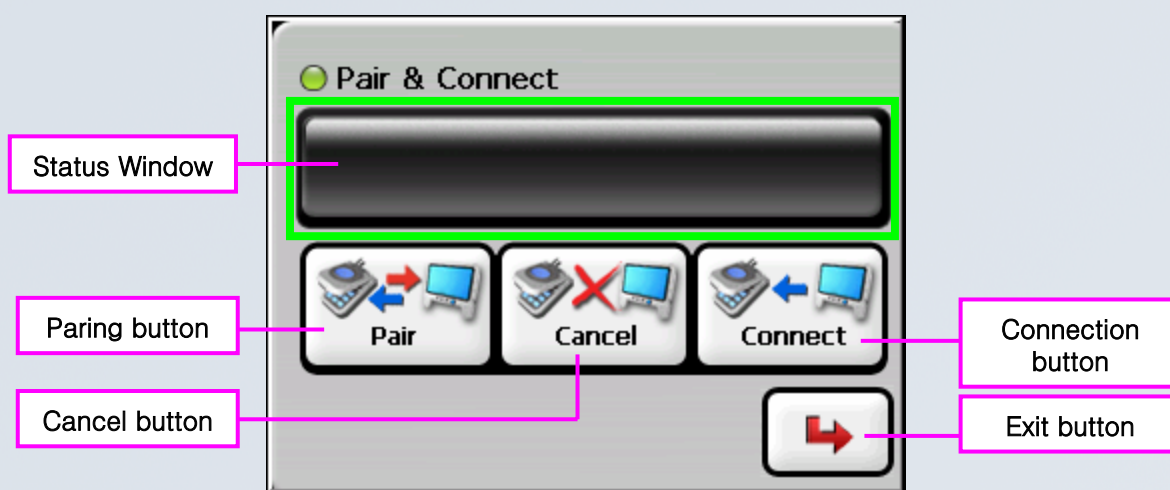 Pair & Connect
Status Window
Pair
Cancel
Connect
Paring button
Connection
button
Cancel button
Exit button